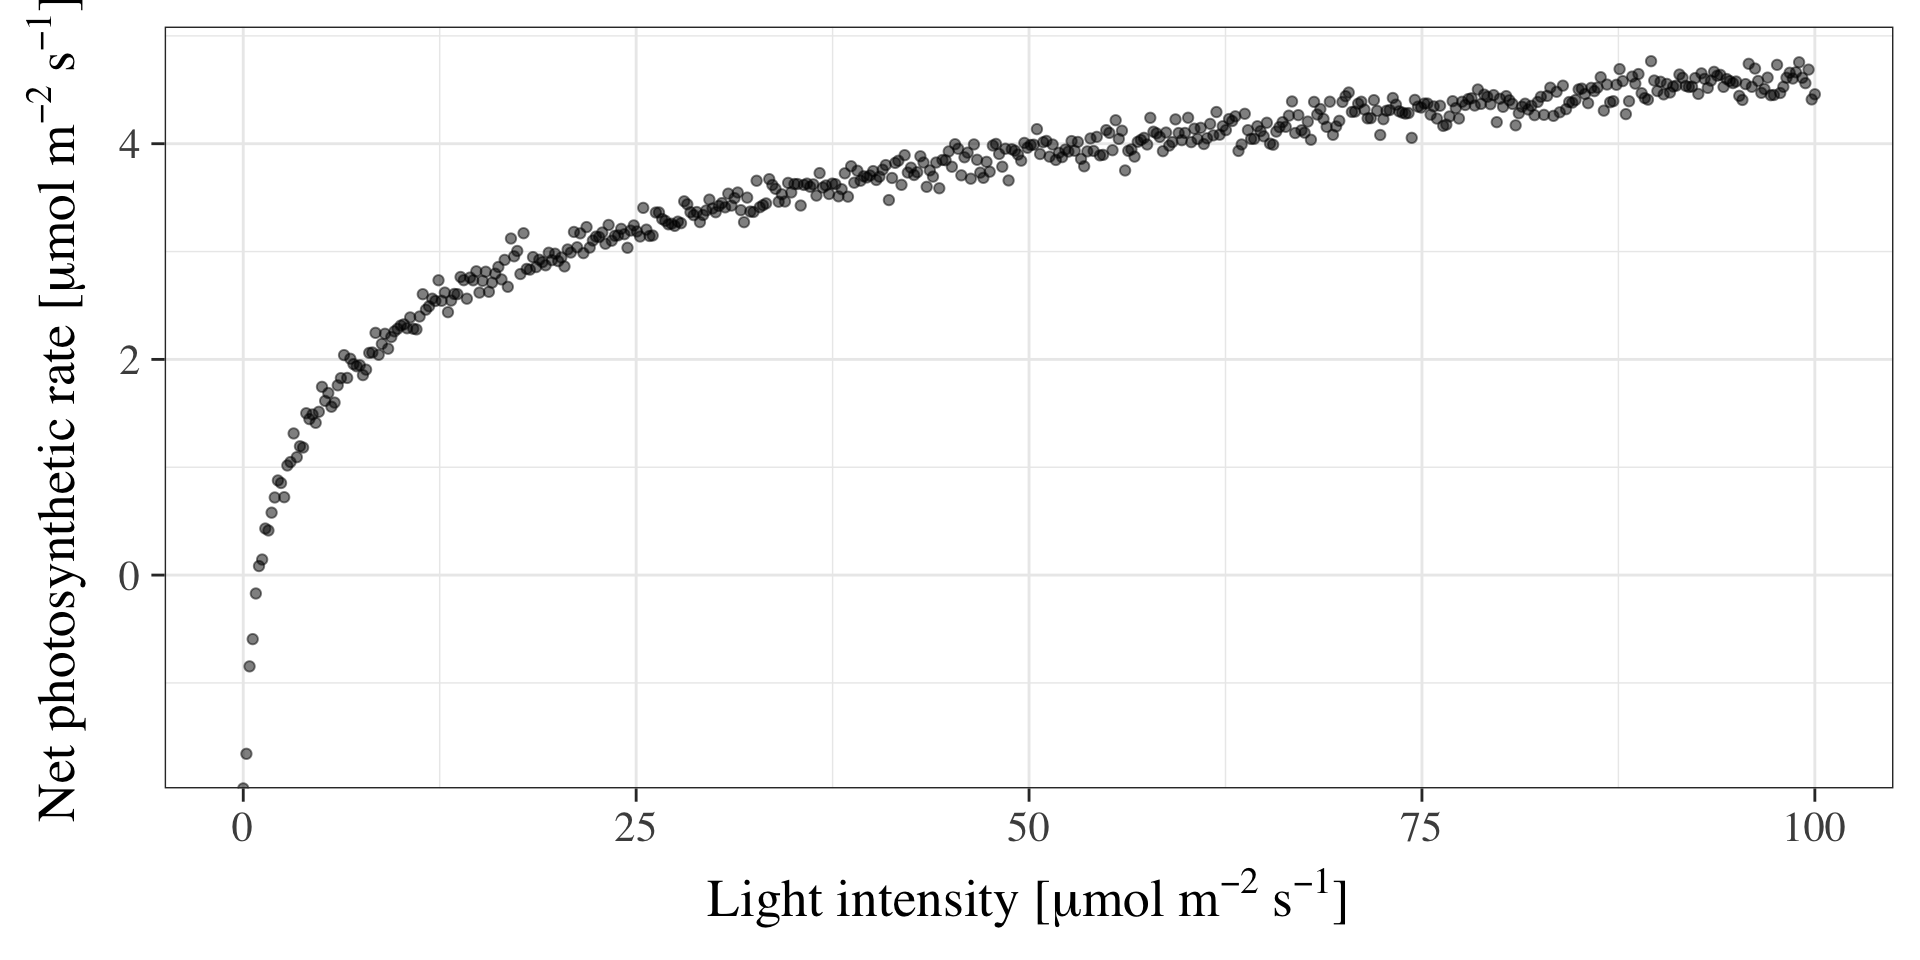 Net photosynthetic rate [μmol m⁻² s⁻¹]
4
2
0
0 25 50 75 100
Light intensity [μmol m⁻² s⁻¹]